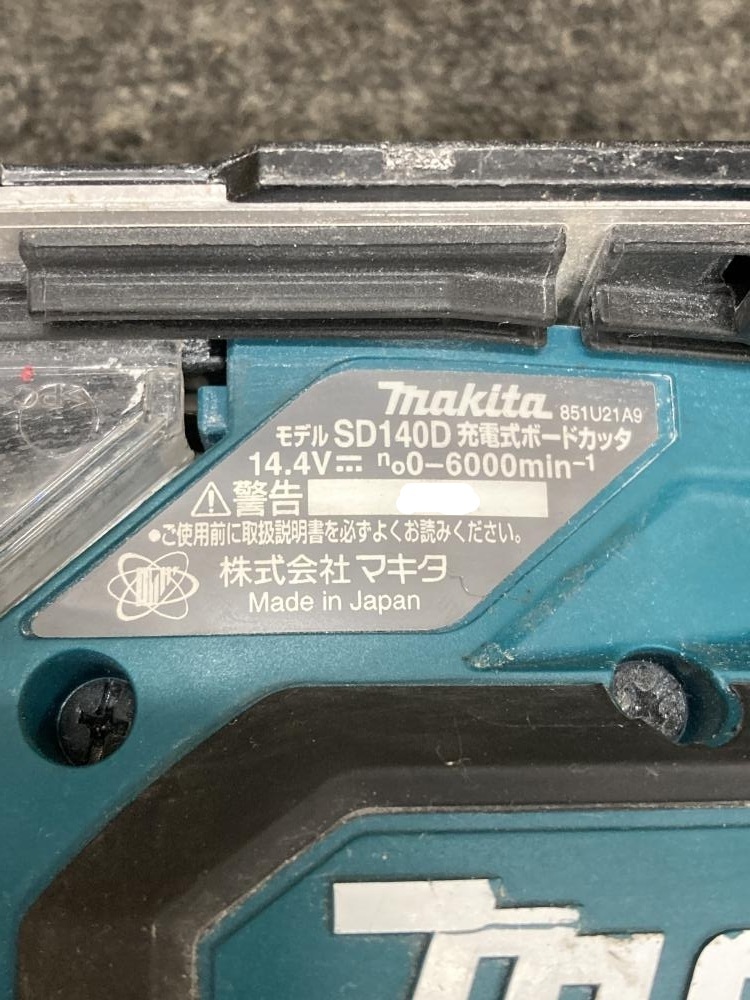 makita 851U21A9
モデル SD140D 充電式ボードカッタ
14.4V⎓ n₀0-6000min⁻¹
⚠警告
●ご使用前に取扱説明書を必ずよくお読みください。
株式会社 マキタ
Made in Japan